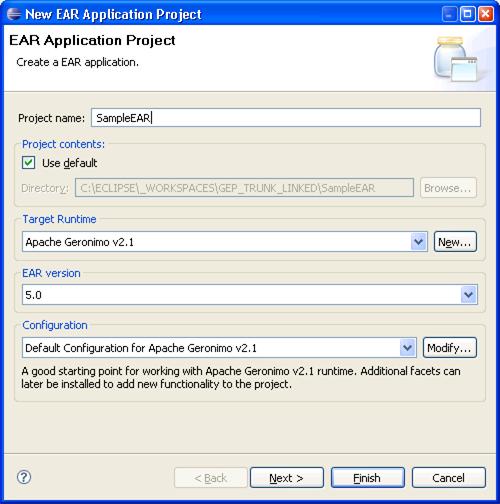 New EAR Application Project
EAR Application Project
Create a EAR application.
Project name: SampleEAR
Project contents:
Use default
Directory: C:\ECLIPSE\_WORKSPACES\GEP_TRUNK_LINKED\SampleEAR Browse...
Target Runtime
Apache Geronimo v2.1 New...
EAR version
5.0
Configuration
Default Configuration for Apache Geronimo v2.1 Modify...
A good starting point for working with Apache Geronimo v2.1 runtime. Additional facets can
later be installed to add new functionality to the project.
? < Back Next > Finish Cancel